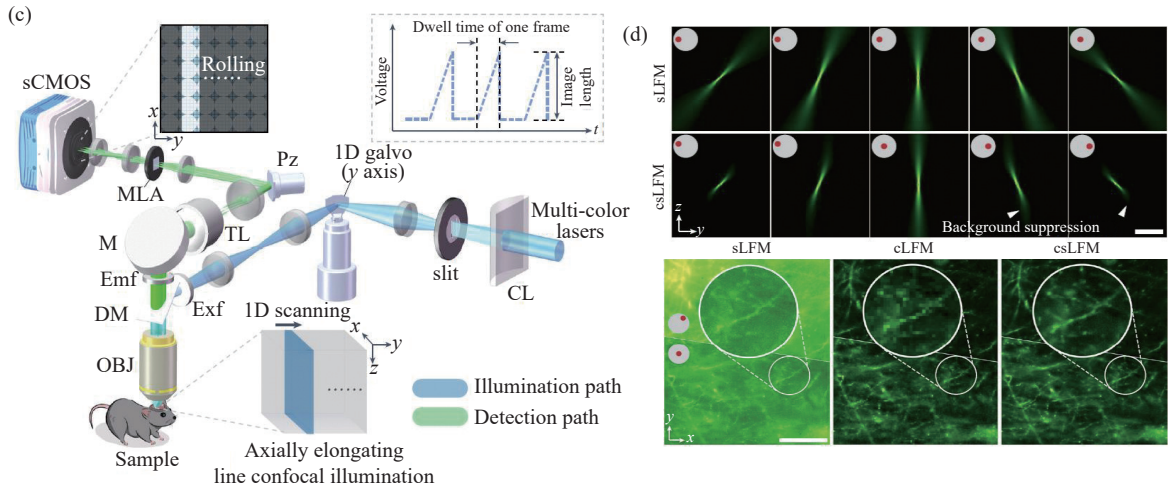 (c)
sCMOS
Rolling
......
x
y
MLA
Pz
Voltage
Dwell time of one frame
Image
length
t
1D galvo
(y axis)
Multi-color
lasers
TL
M
slit
CL
Emf
Exf
DM
OBJ
1D scanning
x
y
z
......
Illumination path
Detection path
Sample
Axially elongating
line confocal illumination
(d)
sLFM
csLFM
z
y
Background suppression
sLFM
cLFM
csLFM
y
x